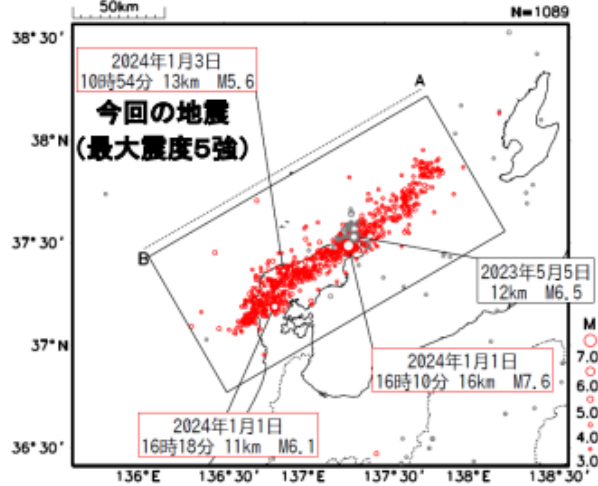 50km
N=1089
38°30′
2024年1月3日
10時54分 13km M5.6
A
今回の地震
(最大震度5強)
38°N
37°30′
B
2023年5月5日
12km M6.5
M
37°N
2024年1月1日
16時10分 16km M7.6
7.0
6.0
5.0
4.0
3.0
2024年1月1日
16時18分 11km M6.1
36°30′
136°E
136°30′
137°E
137°30′
138°E
138°30′